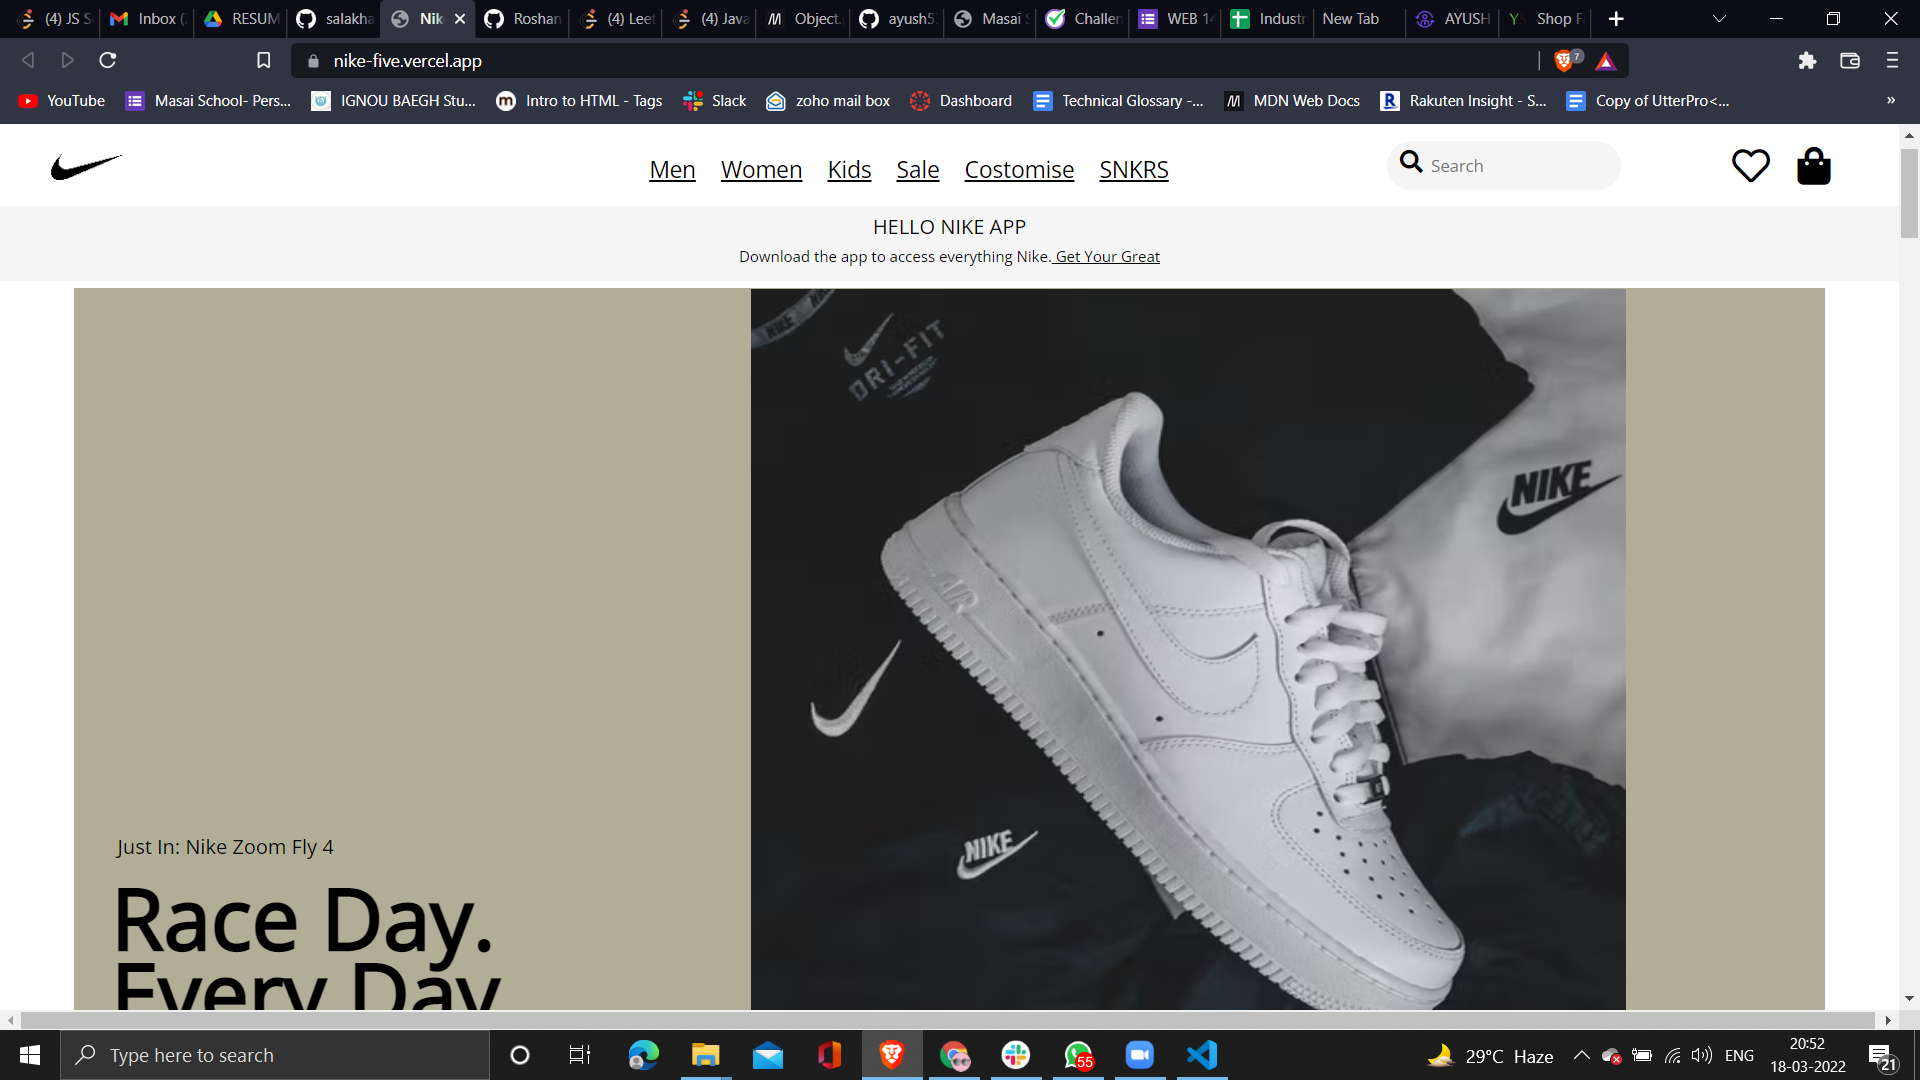 (4) JS S
Inbox (
RESUM
salakha
Nik
Roshan
(4) Leet
(4) Java
Object.
ayush5
Masai S
Challen
WEB 14
Industr
New Tab
AYUSH
Shop F
nike-five.vercel.app
7
YouTube
Masai School- Pers...
IGNOU BAEGH Stu...
Intro to HTML - Tags
Slack
zoho mail box
Dashboard
Technical Glossary -...
MDN Web Docs
Rakuten Insight - S...
Copy of UtterPro<...
»
Men
Women
Kids
Sale
Costomise
SNKRS
Search
HELLO NIKE APP
Download the app to access everything Nike. Get Your Great
NIKE
DRI-FIT
NIKE
AIR
NIKE
Just In: Nike Zoom Fly 4
Race Day.
Every Day
Type here to search
55
29°C Haze
ENG
20:52
18-03-2022
21